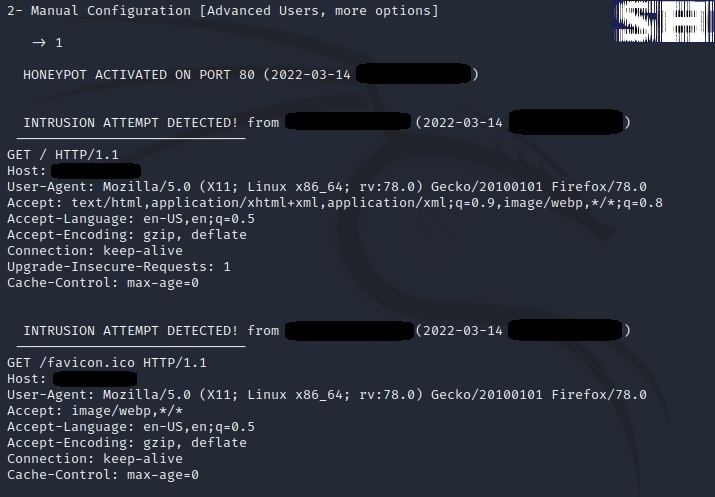 2- Manual Configuration [Advanced Users, more options]
-> 1
HONEYPOT ACTIVATED ON PORT 80 (2022-03-14 )
INTRUSION ATTEMPT DETECTED! from (2022-03-14 )
GET / HTTP/1.1
Host:
User-Agent: Mozilla/5.0 (X11; Linux x86_64; rv:78.0) Gecko/20100101 Firefox/78.0
Accept: text/html,application/xhtml+xml,application/xml;q=0.9,image/webp,*/*;q=0.8
Accept-Language: en-US,en;q=0.5
Accept-Encoding: gzip, deflate
Connection: keep-alive
Upgrade-Insecure-Requests: 1
Cache-Control: max-age=0
INTRUSION ATTEMPT DETECTED! from (2022-03-14 )
GET /favicon.ico HTTP/1.1
Host:
User-Agent: Mozilla/5.0 (X11; Linux x86_64; rv:78.0) Gecko/20100101 Firefox/78.0
Accept: image/webp,*/*
Accept-Language: en-US,en;q=0.5
Accept-Encoding: gzip, deflate
Connection: keep-alive
Cache-Control: max-age=0